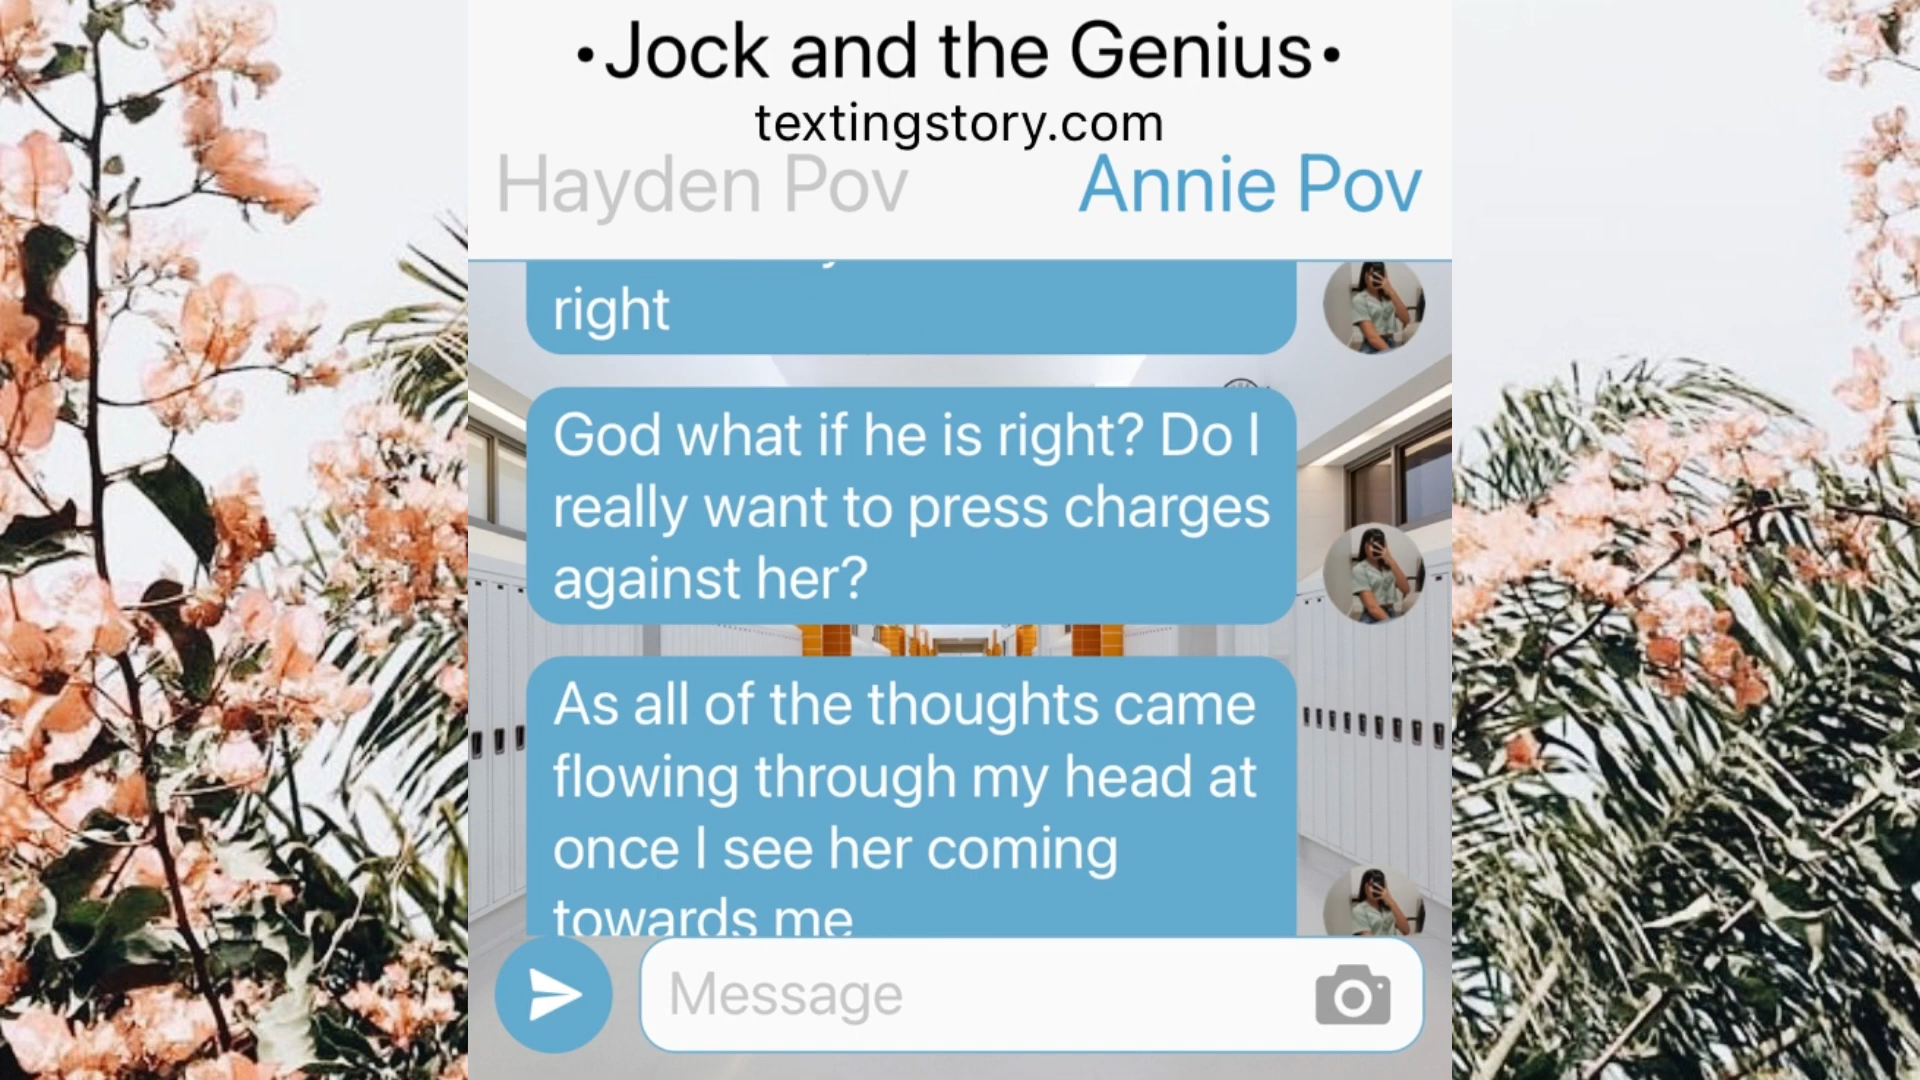 •Jock and the Genius•
textingstory.com
Hayden Pov Annie Pov
right
God what if he is right? Do I
really want to press charges
against her?
As all of the thoughts came
flowing through my head at
once I see her coming
towards me
Message